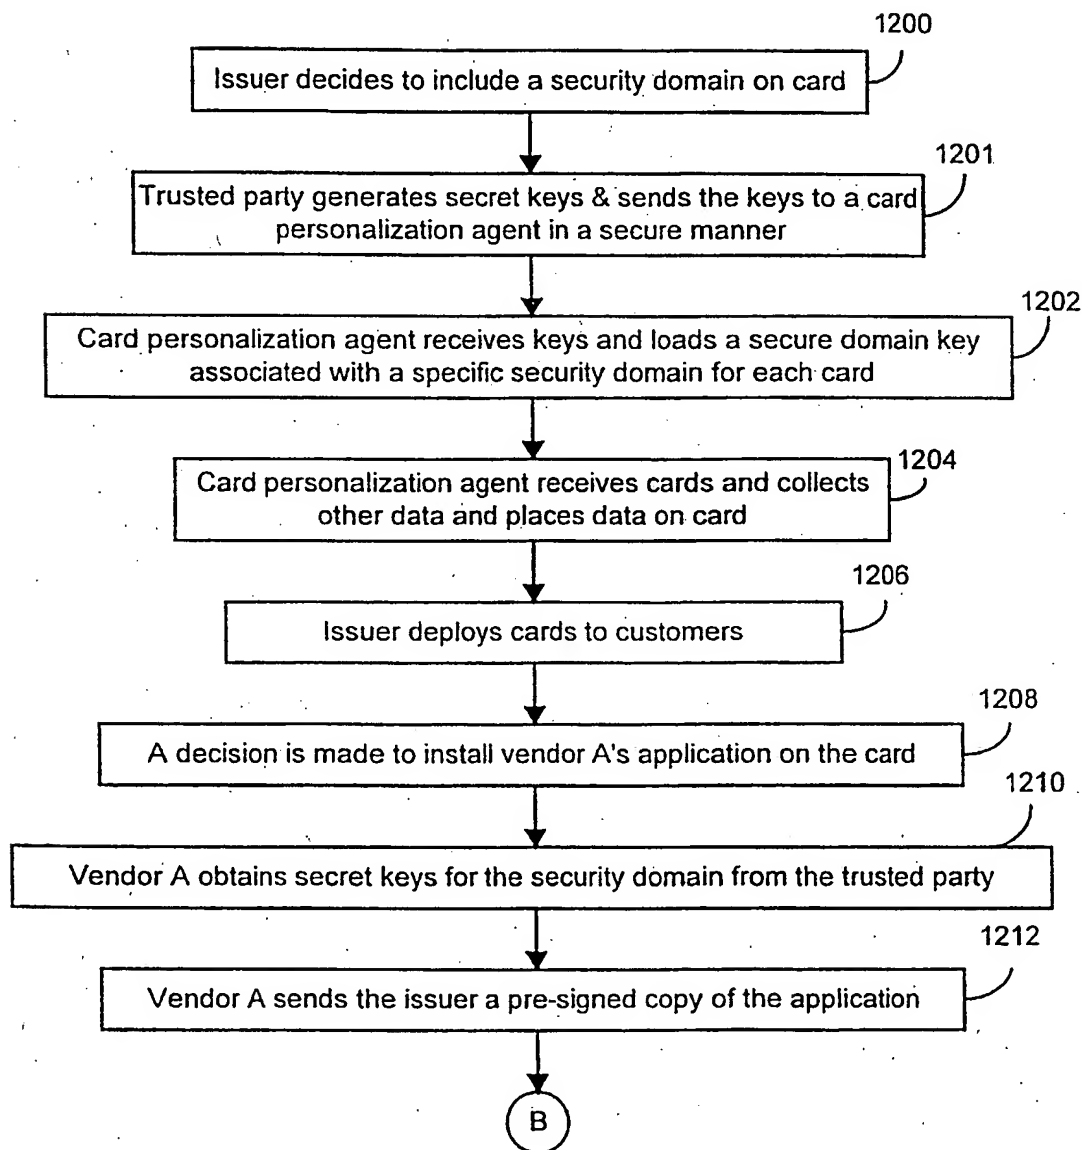 1200
Issuer decides to include a security domain on card
1201
Trusted party generates secret keys & sends the keys to a card
personalization agent in a secure manner
1202
Card personalization agent receives keys and loads a secure domain key
associated with a specific security domain for each card
1204
Card personalization agent receives cards and collects
other data and places data on card
1206
Issuer deploys cards to customers
1208
A decision is made to install vendor A's application on the card
1210
Vendor A obtains secret keys for the security domain from the trusted party
1212
Vendor A sends the issuer a pre-signed copy of the application
B